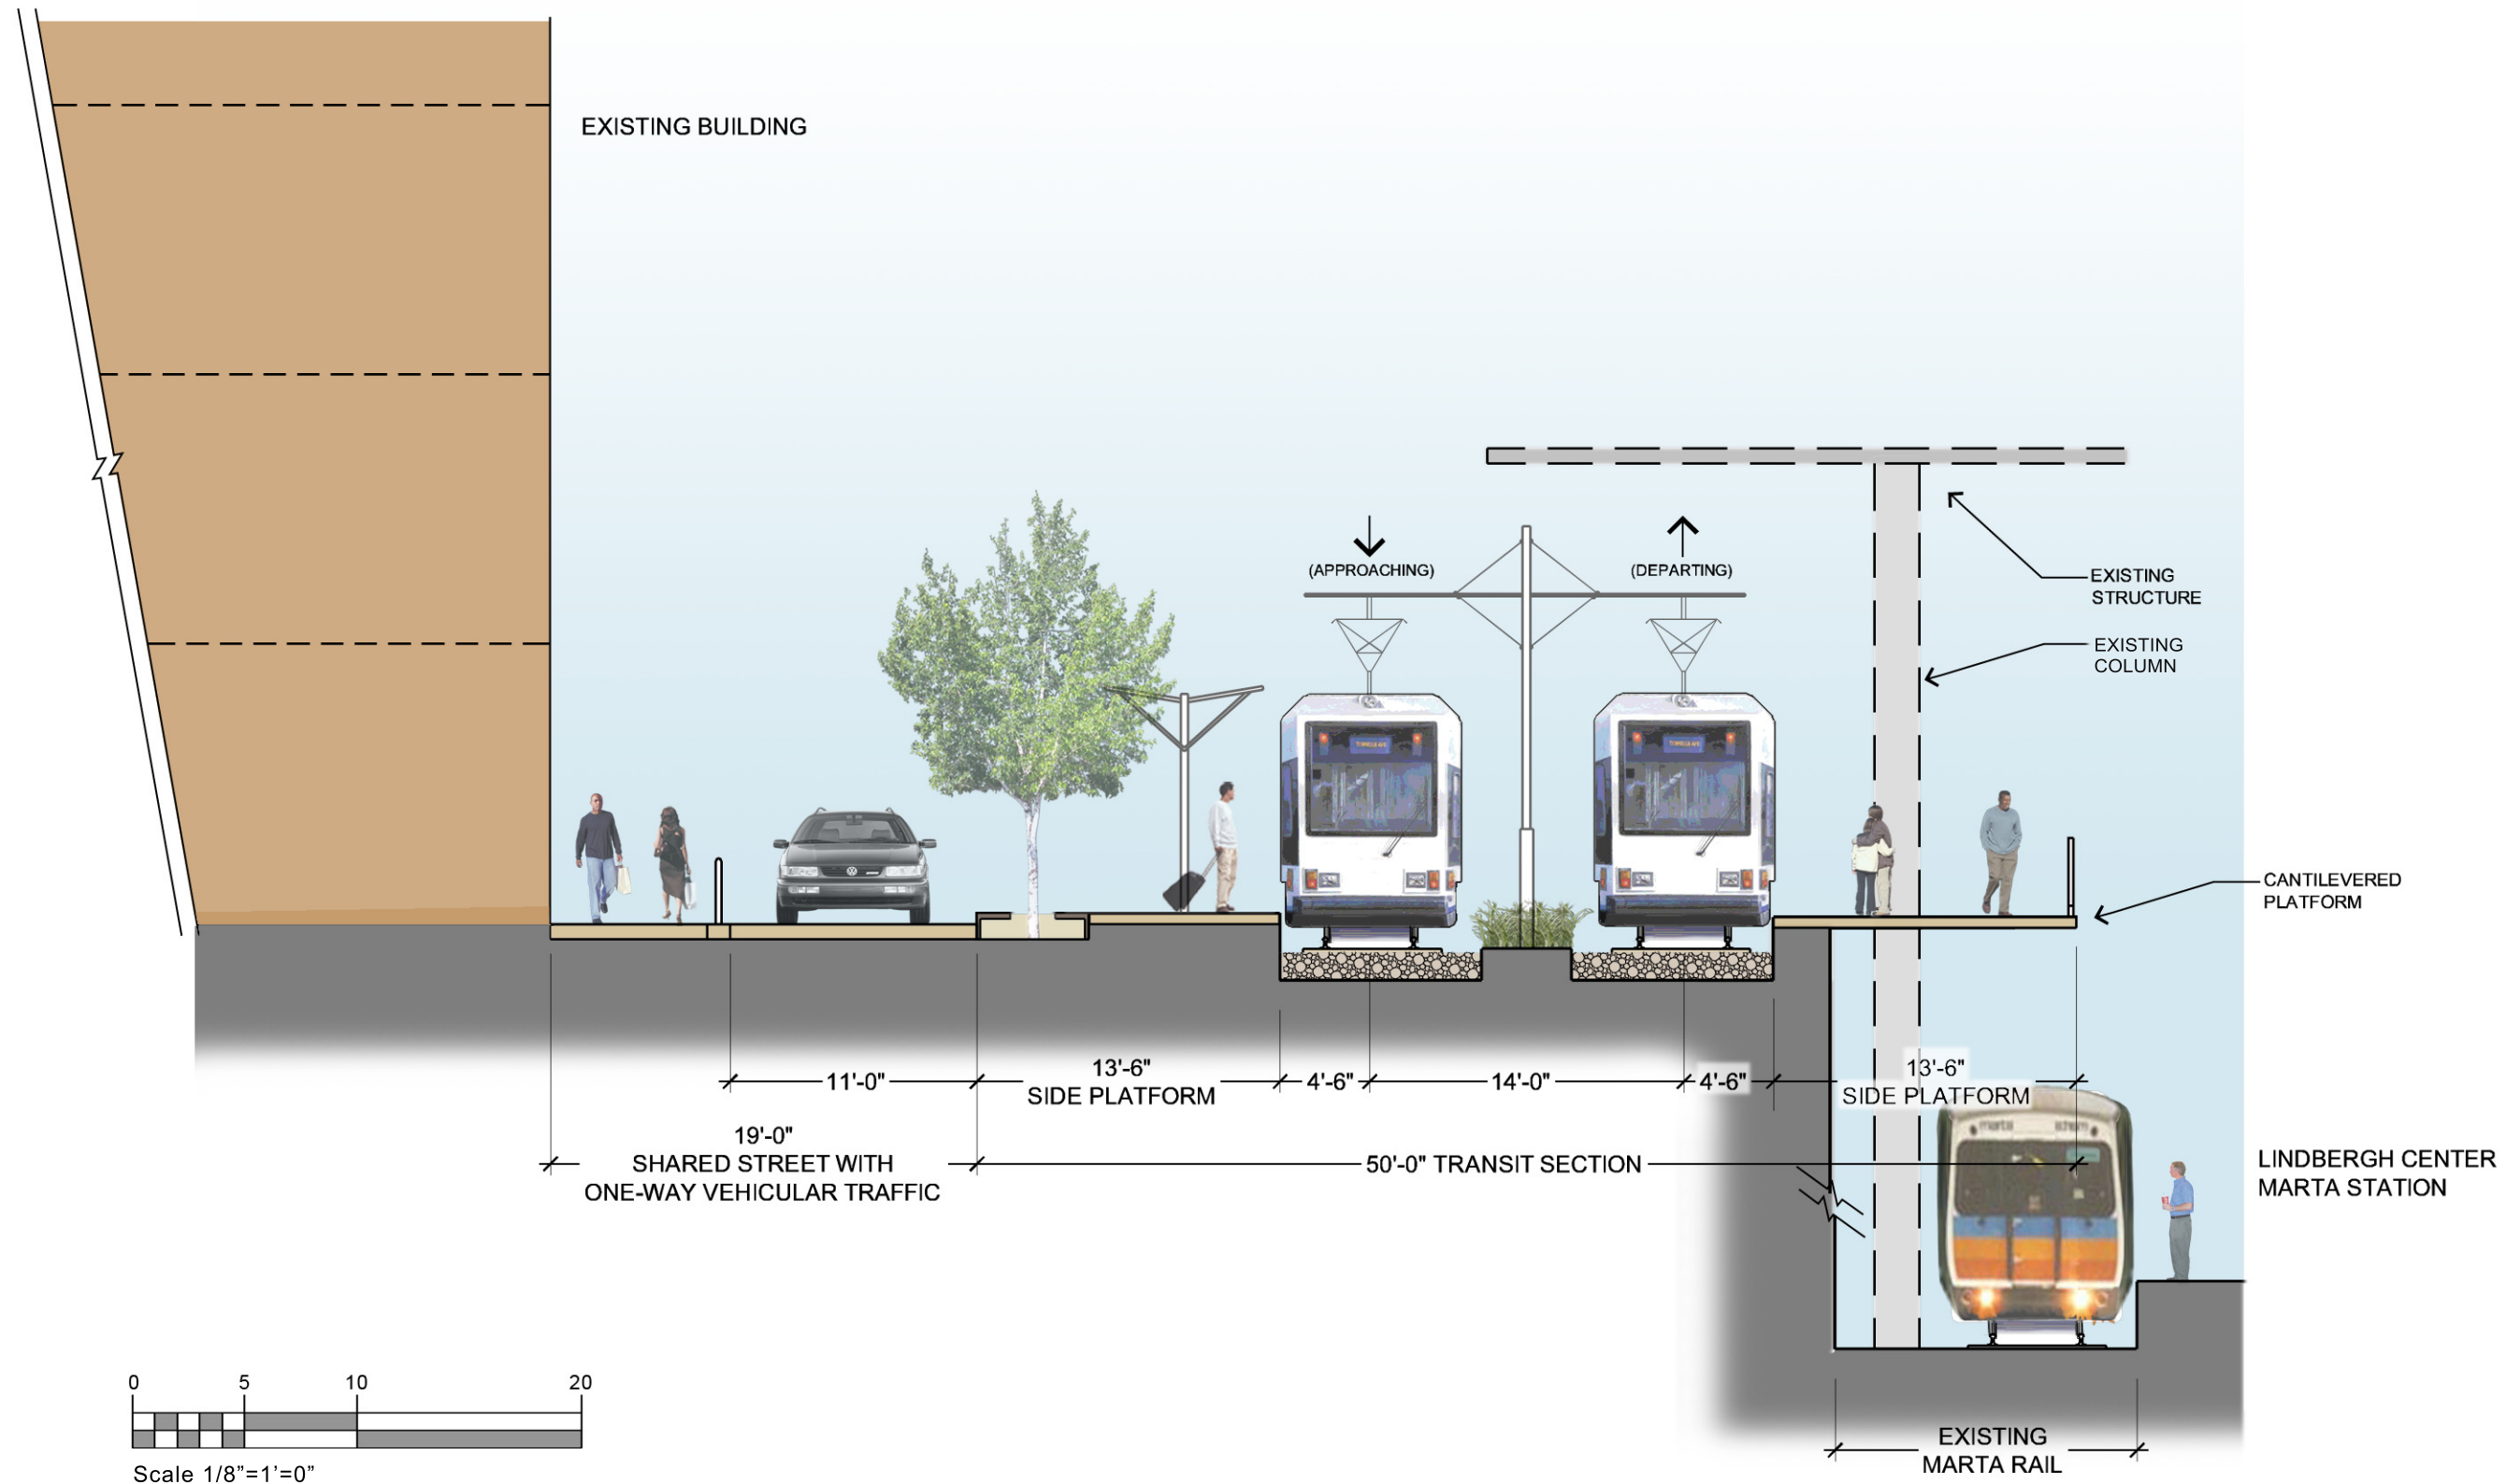 EXISTING BUILDING
(APPROACHING)
(DEPARTING)
EXISTING
STRUCTURE
EXISTING
COLUMN
CANTILEVERED
PLATFORM
11'-0"
13'-6"
SIDE PLATFORM
4'-6"
14'-0"
4'-6"
13'-6"
SIDE PLATFORM
19'-0"
SHARED STREET WITH
ONE-WAY VEHICULAR TRAFFIC
50'-0" TRANSIT SECTION
marta
LINDBERGH CENTER
MARTA STATION
EXISTING
MARTA RAIL
0 5 10 20
Scale 1/8”=1’=0”